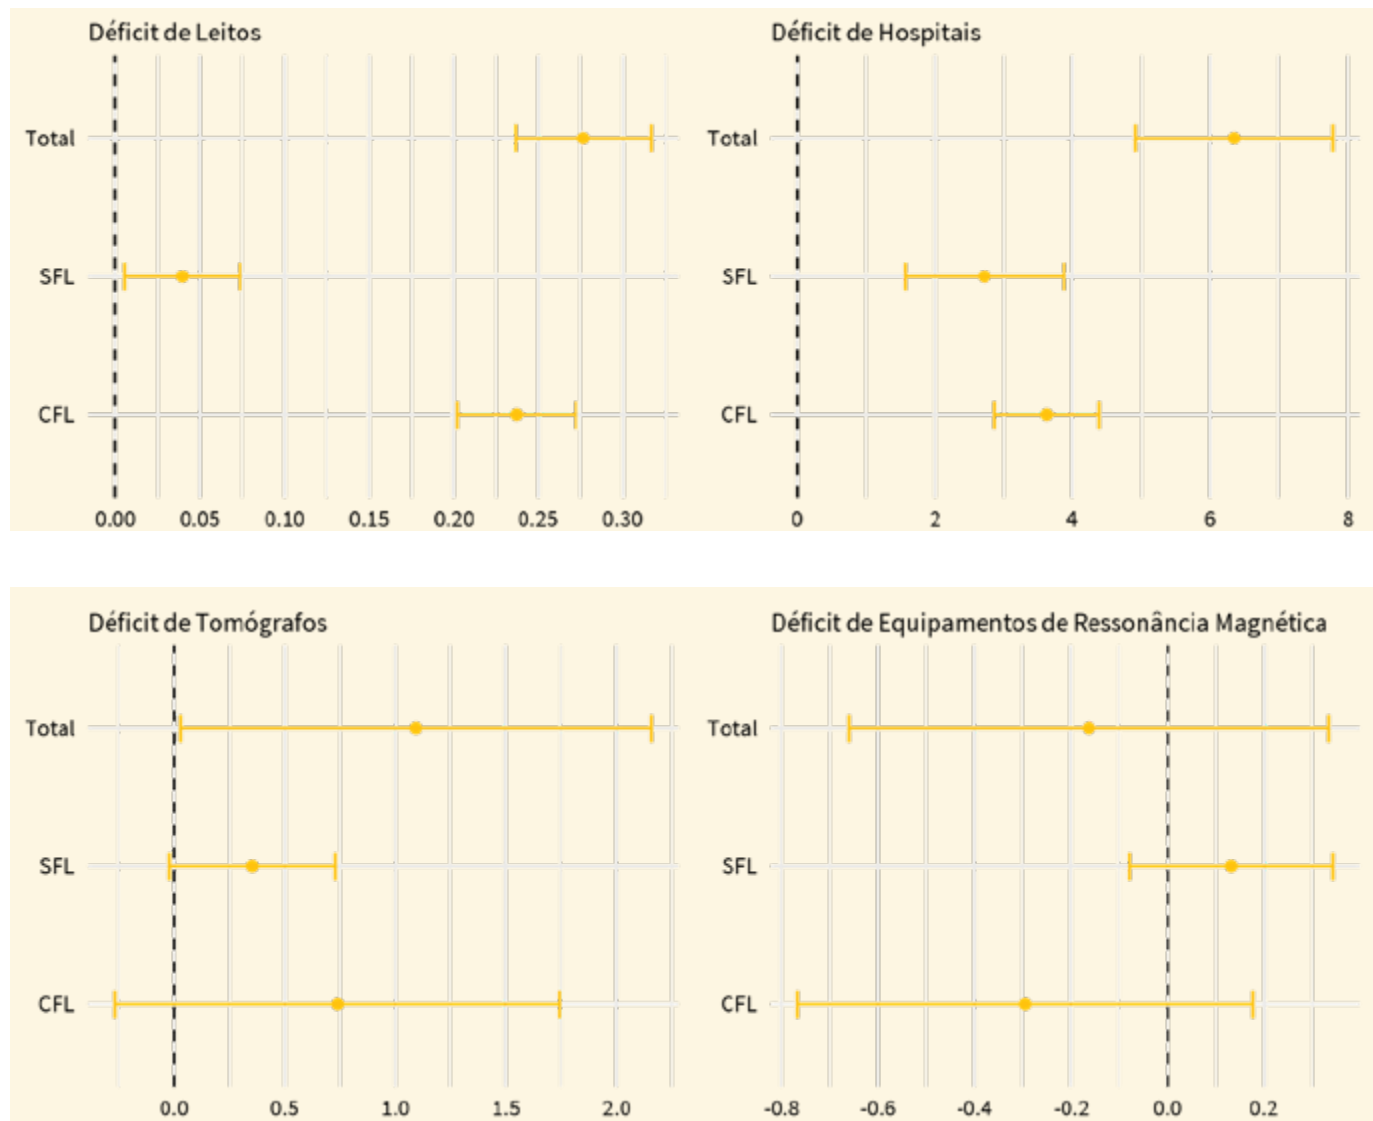 Déficit de Leitos
Total
SFL
CFL
0.00 0.05 0.10 0.15 0.20 0.25 0.30
Déficit de Hospitais
Total
SFL
CFL
0 2 4 6 8
Déficit de Tomógrafos
Total
SFL
CFL
0.0 0.5 1.0 1.5 2.0
Déficit de Equipamentos de Ressonância Magnética
Total
SFL
CFL
-0.8 -0.6 -0.4 -0.2 0.0 0.2